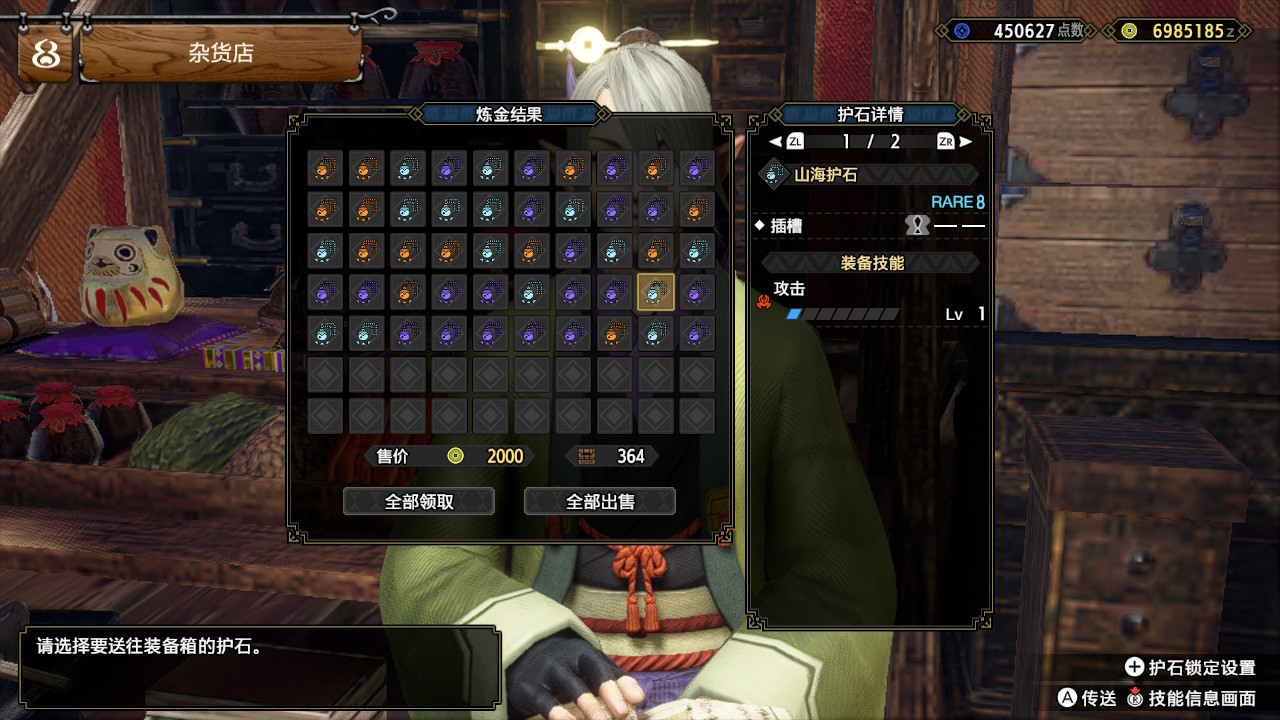 杂货店
450627点数
6985185z
炼金结果
护石详情
ZL 1 / 2 ZR
山海护石
RARE 8
插槽
装备技能
攻击
Lv 1
售价 2000
364
全部领取
全部出售
请选择要送往装备箱的护石。
护石锁定设置
A 传送 R 技能信息画面